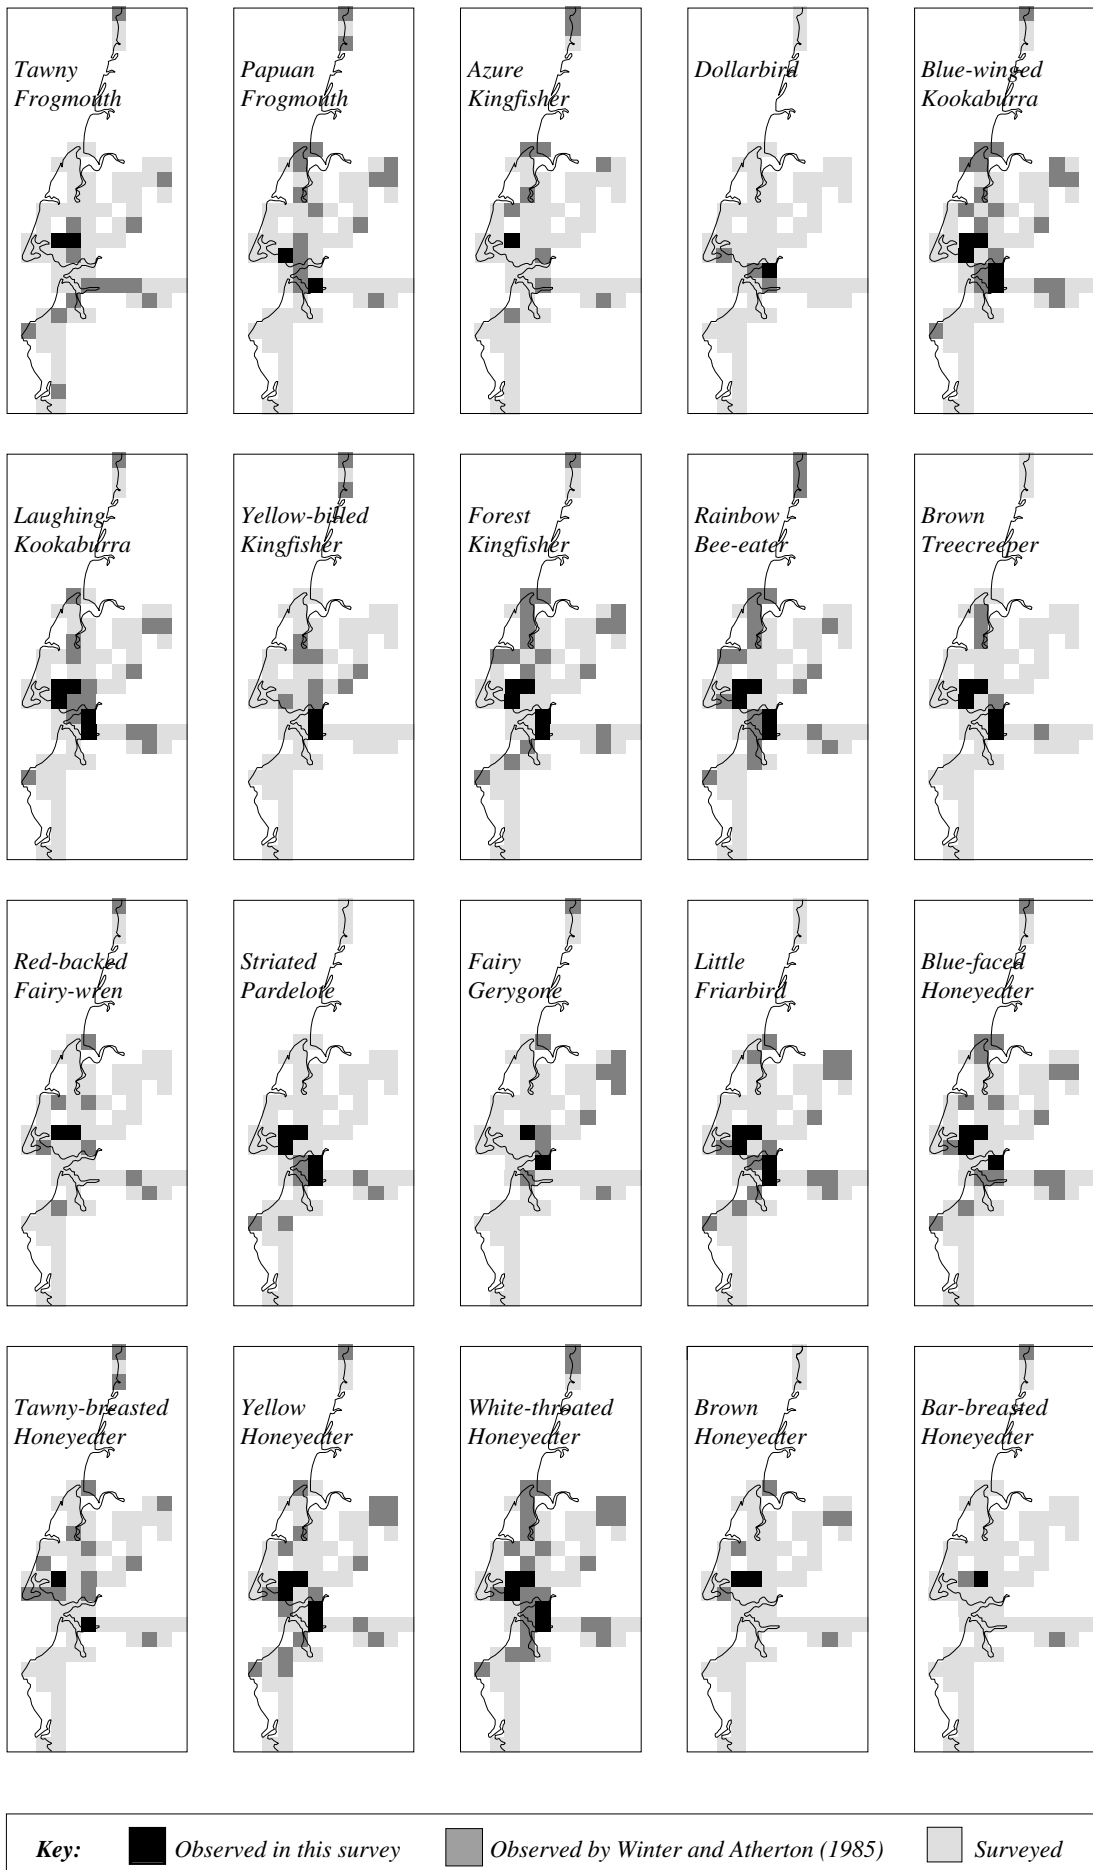 Tawny
Frogmouth
Papuan
Frogmouth
Azure
Kingfisher
Dollarbird
Blue-winged
Kookaburra
Laughing
Kookaburra
Yellow-billed
Kingfisher
Forest
Kingfisher
Rainbow
Bee-eater
Brown
Treecreeper
Red-backed
Fairy-wren
Striated
Pardelote
Fairy
Gerygone
Little
Friarbird
Blue-faced
Honeyeater
Tawny-breasted
Honeyeater
Yellow
Honeyeater
White-throated
Honeyeater
Brown
Honeyeater
Bar-breasted
Honeyeater
Key: Observed in this survey Observed by Winter and Atherton (1985) Surveyed